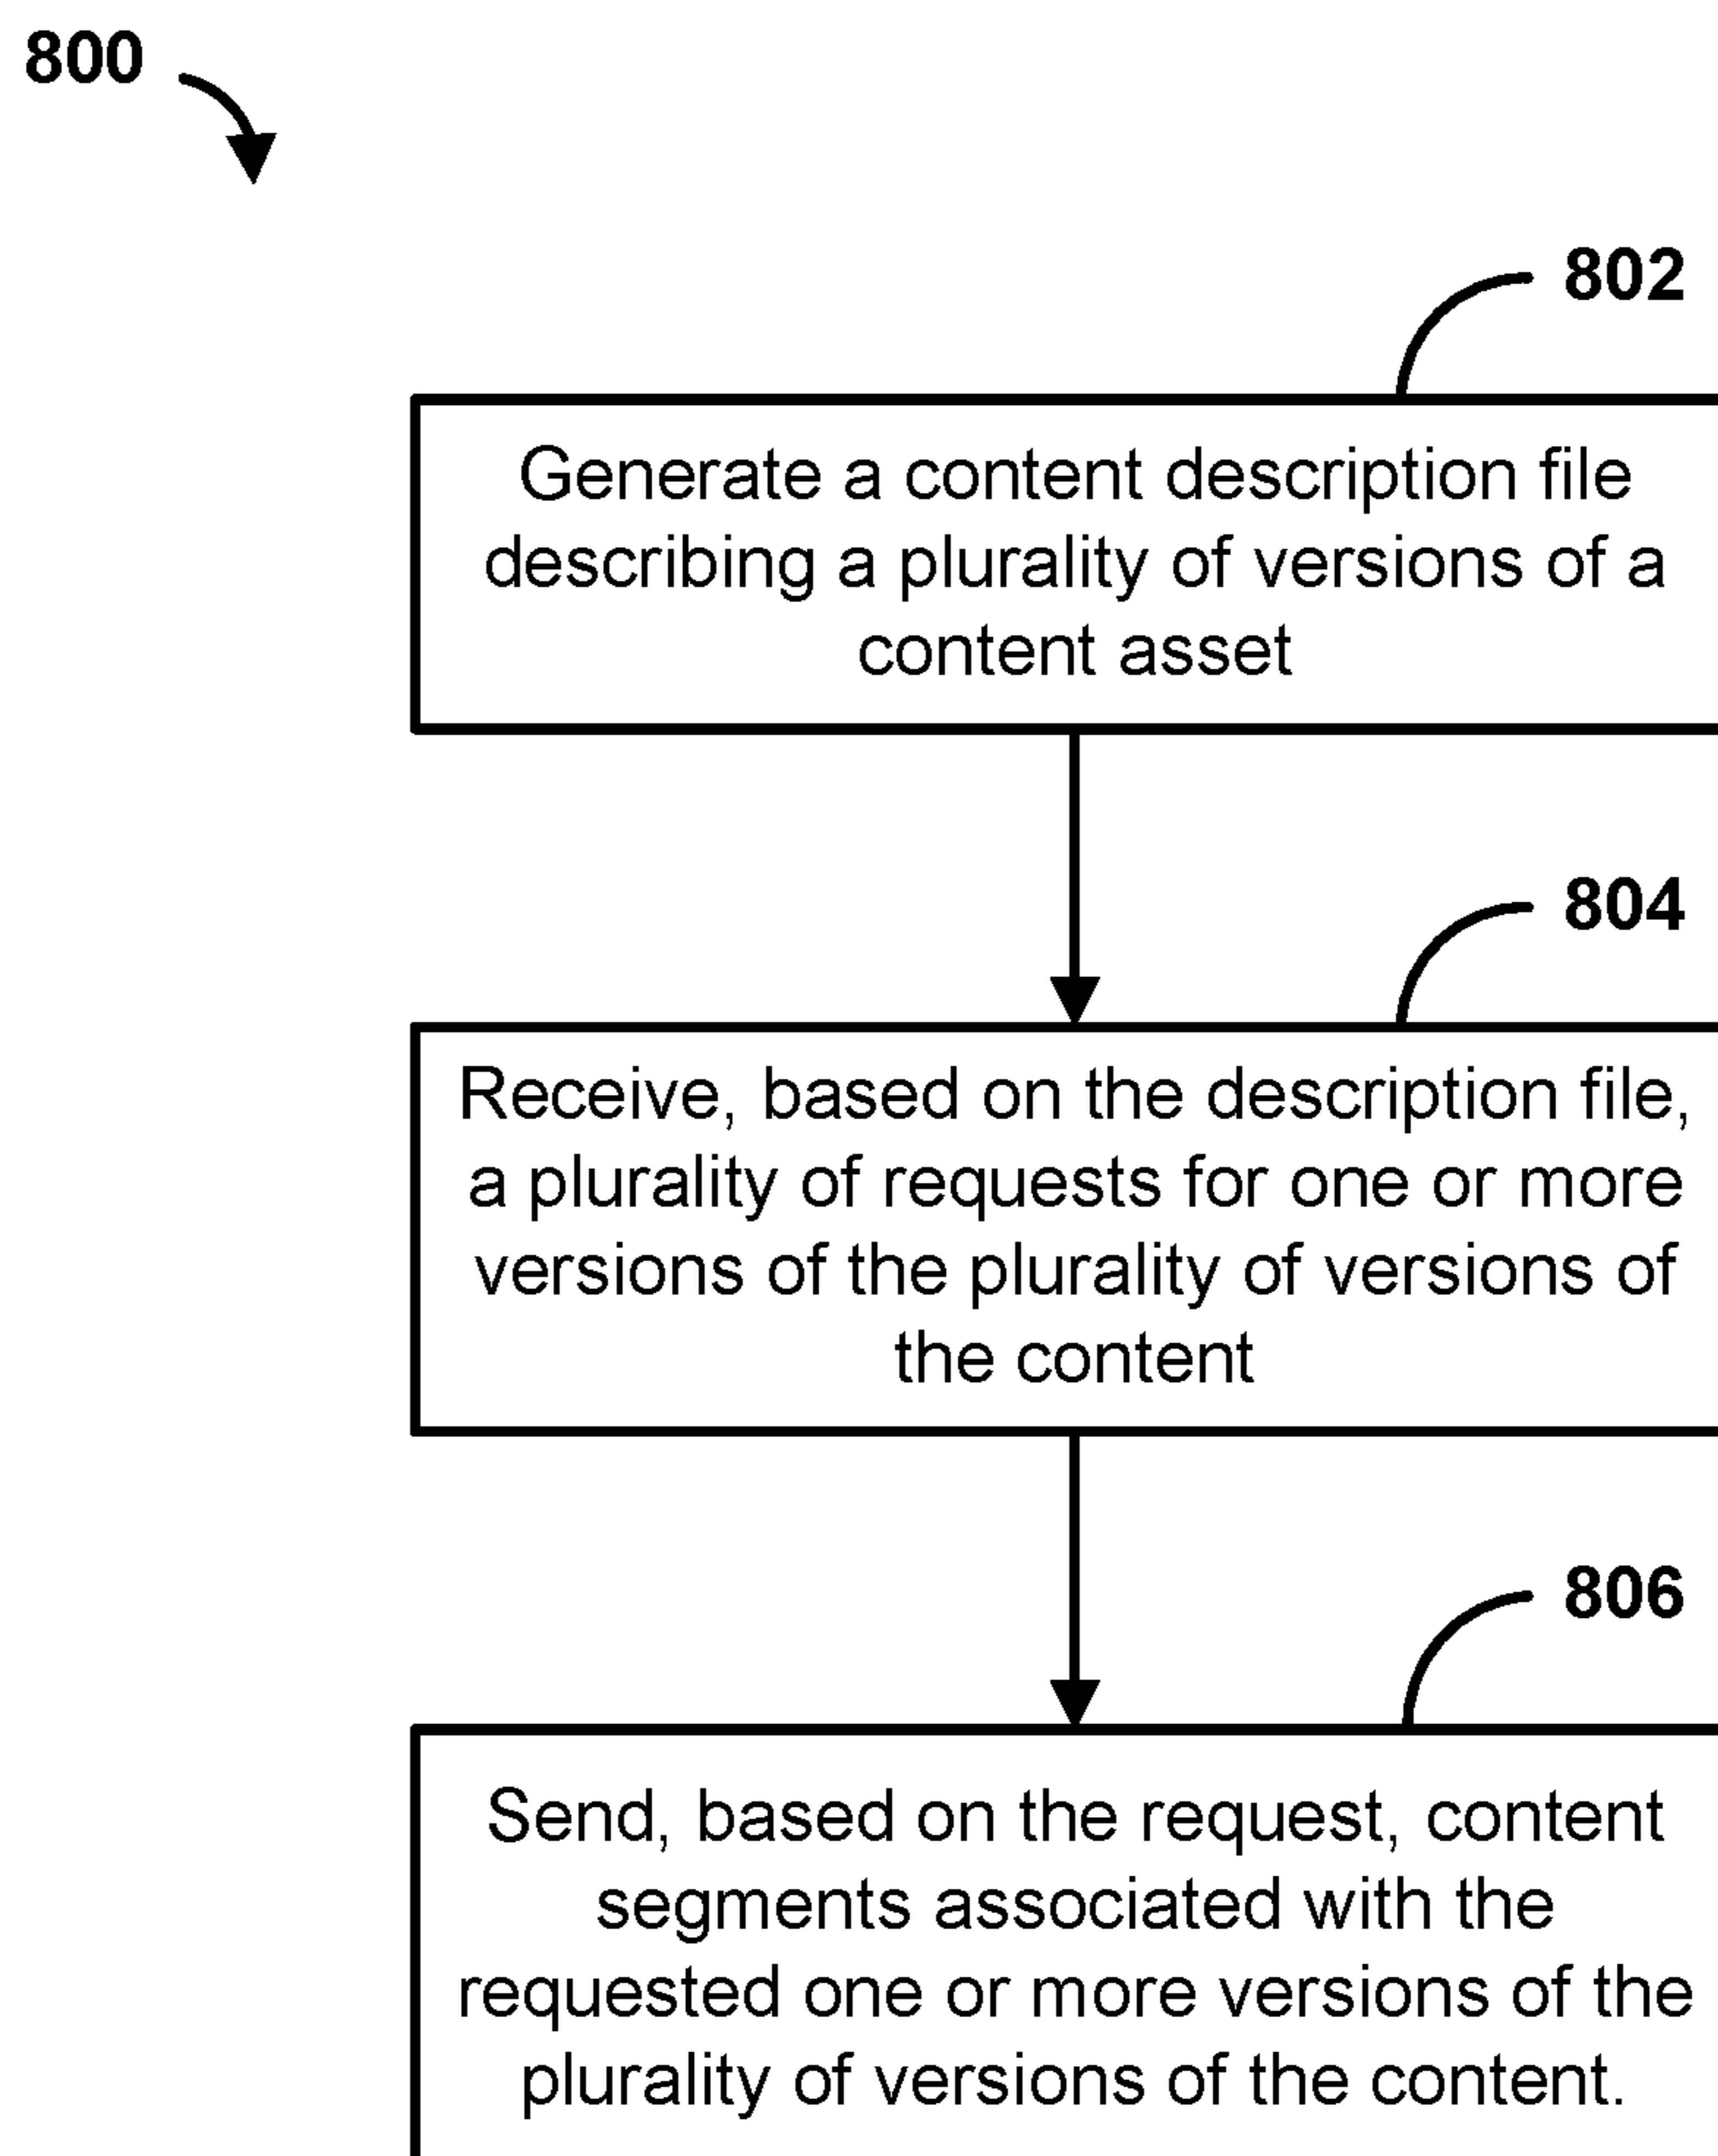 800
802
Generate a content description file
describing a plurality of versions of a
content asset
804
Receive, based on the description file,
a plurality of requests for one or more
versions of the plurality of versions of
the content
806
Send, based on the request, content
segments associated with the
requested one or more versions of the
plurality of versions of the content.